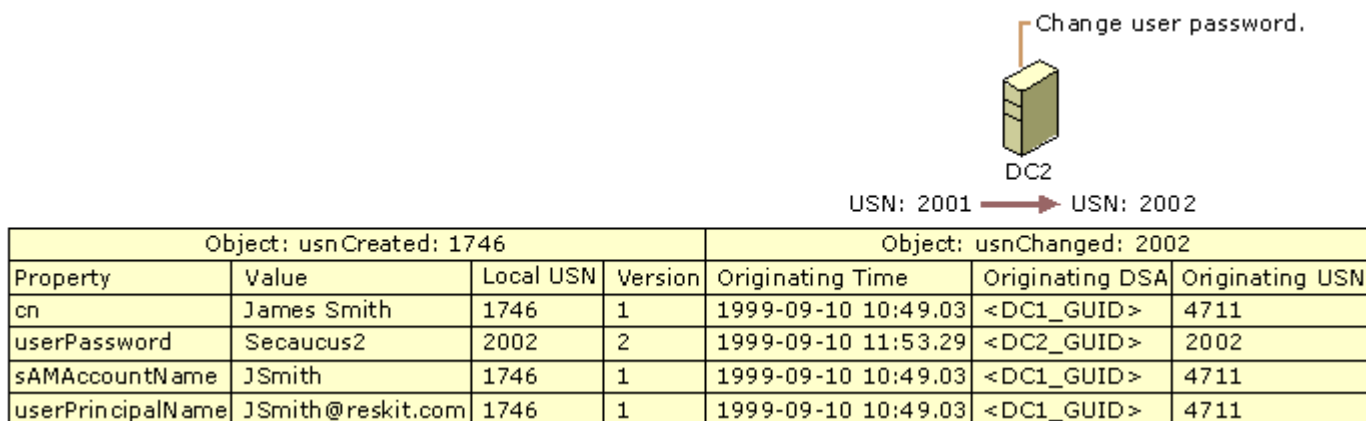 Change user password.
DC2
USN: 2001 USN: 2002
Object: usnCreated: 1746 Object: usnChanged: 2002
Property Value Local USN Version Originating Time Originating DSA Originating USN
cn James Smith 1746 1 1999-09-10 10:49.03 <DC1_GUID> 4711
userPassword Secaucus2 2002 2 1999-09-10 11:53.29 <DC2_GUID> 2002
sAMAccountName JSmith 1746 1 1999-09-10 10:49.03 <DC1_GUID> 4711
userPrincipalName JSmith@reskit.com 1746 1 1999-09-10 10:49.03 <DC1_GUID> 4711